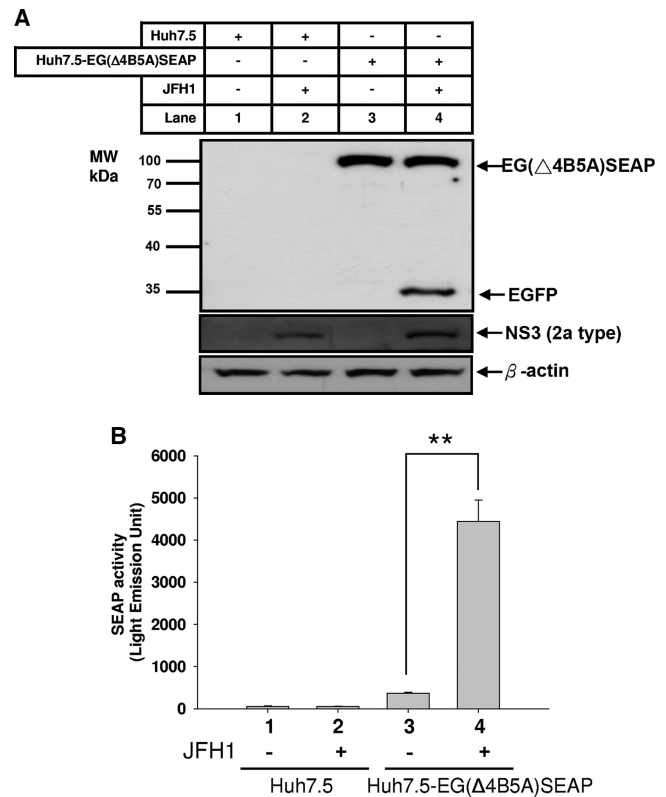 A
Huh7.5 + + - -
Huh7.5-EG(Δ4B5A)SEAP - - + +
JFH1 - + - +
Lane 1 2 3 4
MW
kDa
100
70
55
40
35
EG(△4B5A)SEAP
EGFP
NS3 (2a type)
β-actin
B
**
SEAP activity
(Light Emission Unit)
6000
5000
4000
3000
2000
1000
0
1 2 3 4
JFH1 - + - +
Huh7.5 Huh7.5-EG(Δ4B5A)SEAP